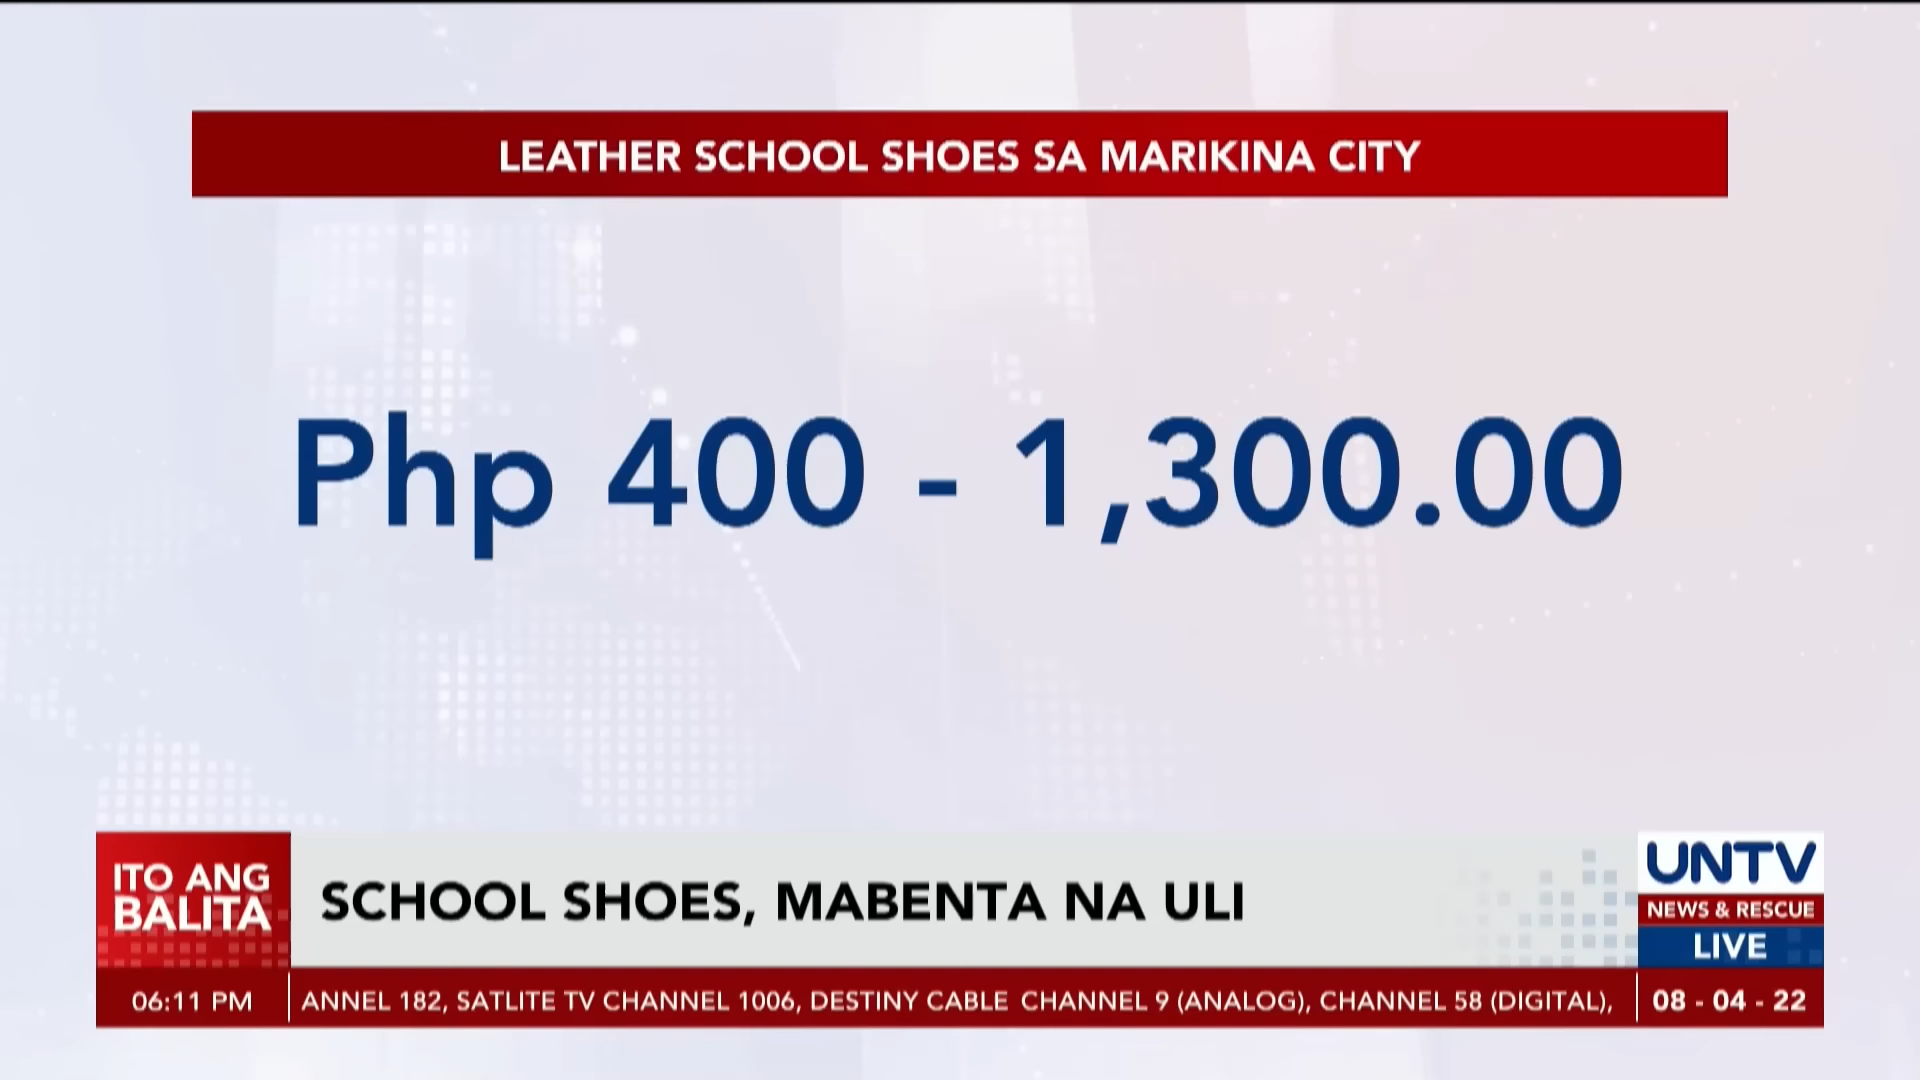 LEATHER SCHOOL SHOES SA MARIKINA CITY
Php 400 - 1,300.00
ITO ANG
BALITA
SCHOOL SHOES, MABENTA NA ULI
UNTV
NEWS & RESCUE
LIVE
06:11 PM
ANNEL 182, SATLITE TV CHANNEL 1006, DESTINY CABLE CHANNEL 9 (ANALOG), CHANNEL 58 (DIGITAL),
08 - 04 - 22